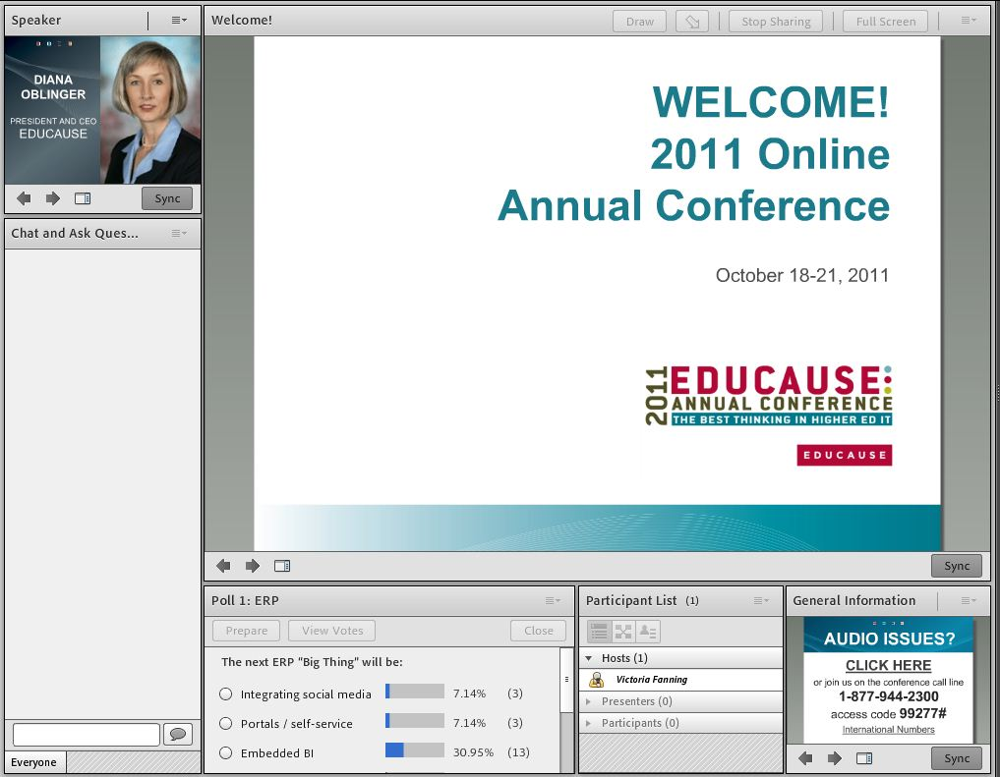 Speaker
DIANA
OBLINGER
PRESIDENT AND CEO
EDUCAUSE
Sync
Chat and Ask Ques...
Everyone
Welcome!
Draw
Stop Sharing
Full Screen
WELCOME!
2011 Online
Annual Conference
October 18-21, 2011
2011
EDUCAUSE:
ANNUAL CONFERENCE
THE BEST THINKING IN HIGHER ED IT
EDUCAUSE
Sync
Poll 1: ERP
Prepare View Votes Close
The next ERP “Big Thing” will be:
Integrating social media 7.14% (3)
Portals / self-service 7.14% (3)
Embedded BI 30.95% (13)
Participant List (1)
Hosts (1)
Victoria Fanning
Presenters (0)
Participants (0)
General Information
AUDIO ISSUES?
CLICK HERE
or join us on the conference call line
1-877-944-2300
access code 99277#
International Numbers
Sync